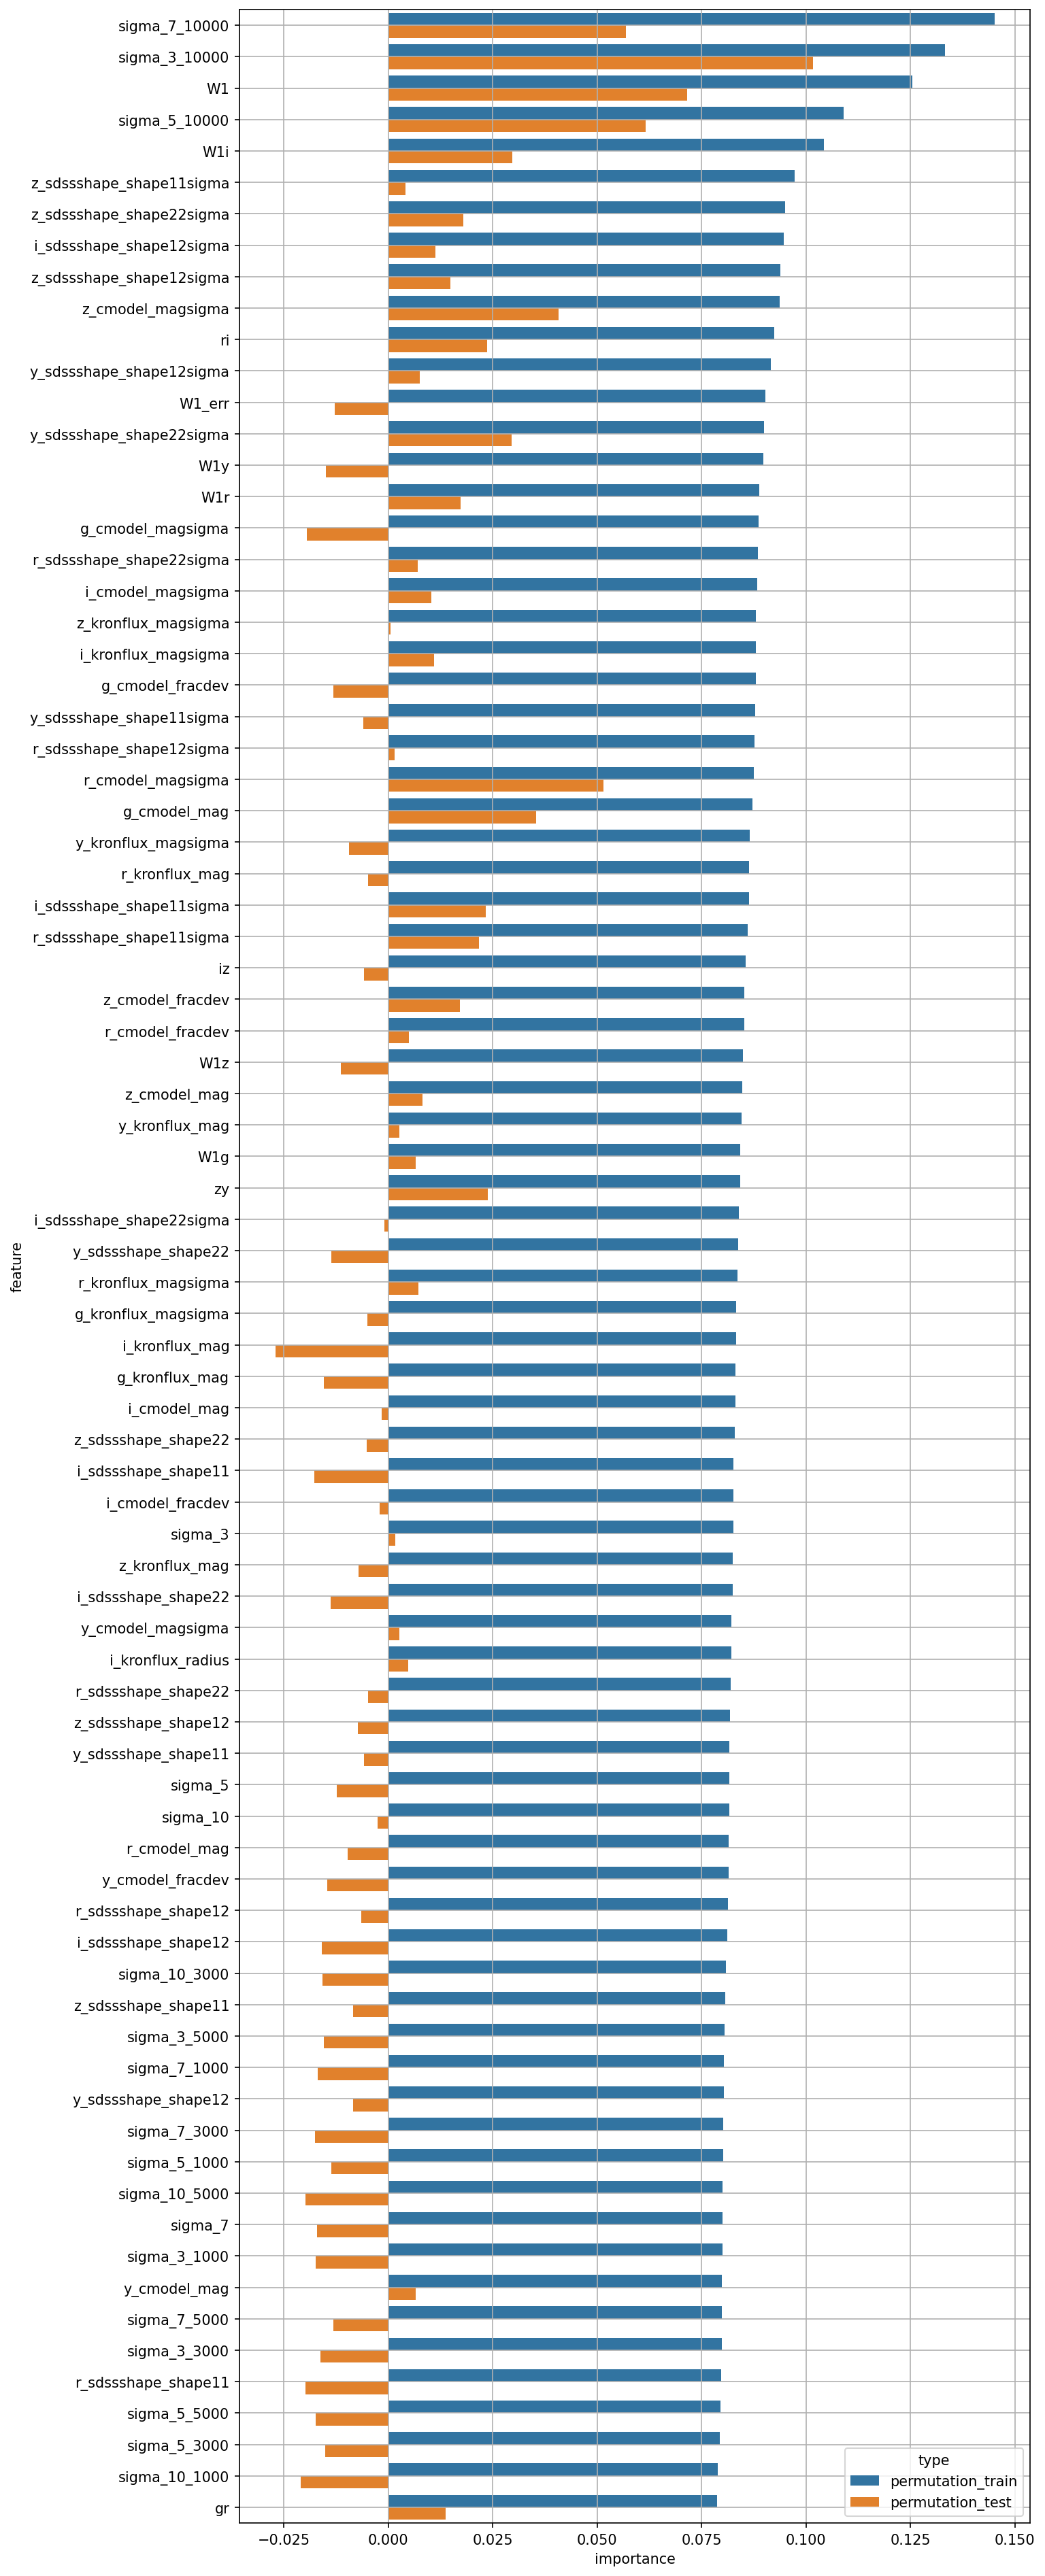 sigma_7_10000
sigma_3_10000
W1
sigma_5_10000
W1i
z_sdssshape_shape11sigma
z_sdssshape_shape22sigma
i_sdssshape_shape12sigma
z_sdssshape_shape12sigma
z_cmodel_magsigma
ri
y_sdssshape_shape12sigma
W1_err
y_sdssshape_shape22sigma
W1y
W1r
g_cmodel_magsigma
r_sdssshape_shape22sigma
i_cmodel_magsigma
z_kronflux_magsigma
i_kronflux_magsigma
g_cmodel_fracdev
y_sdssshape_shape11sigma
r_sdssshape_shape12sigma
r_cmodel_magsigma
g_cmodel_mag
y_kronflux_magsigma
r_kronflux_mag
i_sdssshape_shape11sigma
r_sdssshape_shape11sigma
iz
z_cmodel_fracdev
r_cmodel_fracdev
W1z
z_cmodel_mag
y_kronflux_mag
W1g
zy
i_sdssshape_shape22sigma
y_sdssshape_shape22
feature
r_kronflux_magsigma
g_kronflux_magsigma
i_kronflux_mag
g_kronflux_mag
i_cmodel_mag
z_sdssshape_shape22
i_sdssshape_shape11
i_cmodel_fracdev
sigma_3
z_kronflux_mag
i_sdssshape_shape22
y_cmodel_magsigma
i_kronflux_radius
r_sdssshape_shape22
z_sdssshape_shape12
y_sdssshape_shape11
sigma_5
sigma_10
r_cmodel_mag
y_cmodel_fracdev
r_sdssshape_shape12
i_sdssshape_shape12
sigma_10_3000
z_sdssshape_shape11
sigma_3_5000
sigma_7_1000
y_sdssshape_shape12
sigma_7_3000
sigma_5_1000
sigma_10_5000
sigma_7
sigma_3_1000
y_cmodel_mag
sigma_7_5000
sigma_3_3000
r_sdssshape_shape11
sigma_5_5000
sigma_5_3000
sigma_10_1000
gr
type
permutation_train
permutation_test
−0.025 0.000 0.025 0.050 0.075 0.100 0.125 0.150
importance